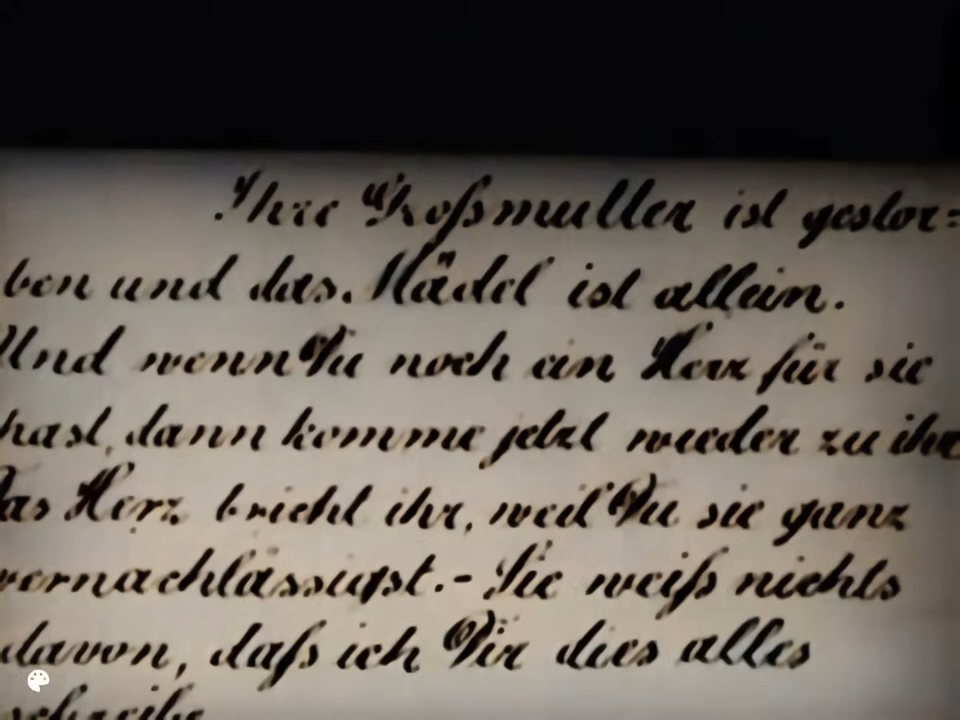 Ihre Großmutter ist gestor=
ben und das Mädel ist allein.
Und wenn Du noch ein Herz für sie
hast, dann komme jetzt wieder zu ihr
Das Herz bricht ihr, weil Du sie ganz
vernachlässigst.- Sie weiß nichts
davon, daß ich Dir dies alles
schreibe